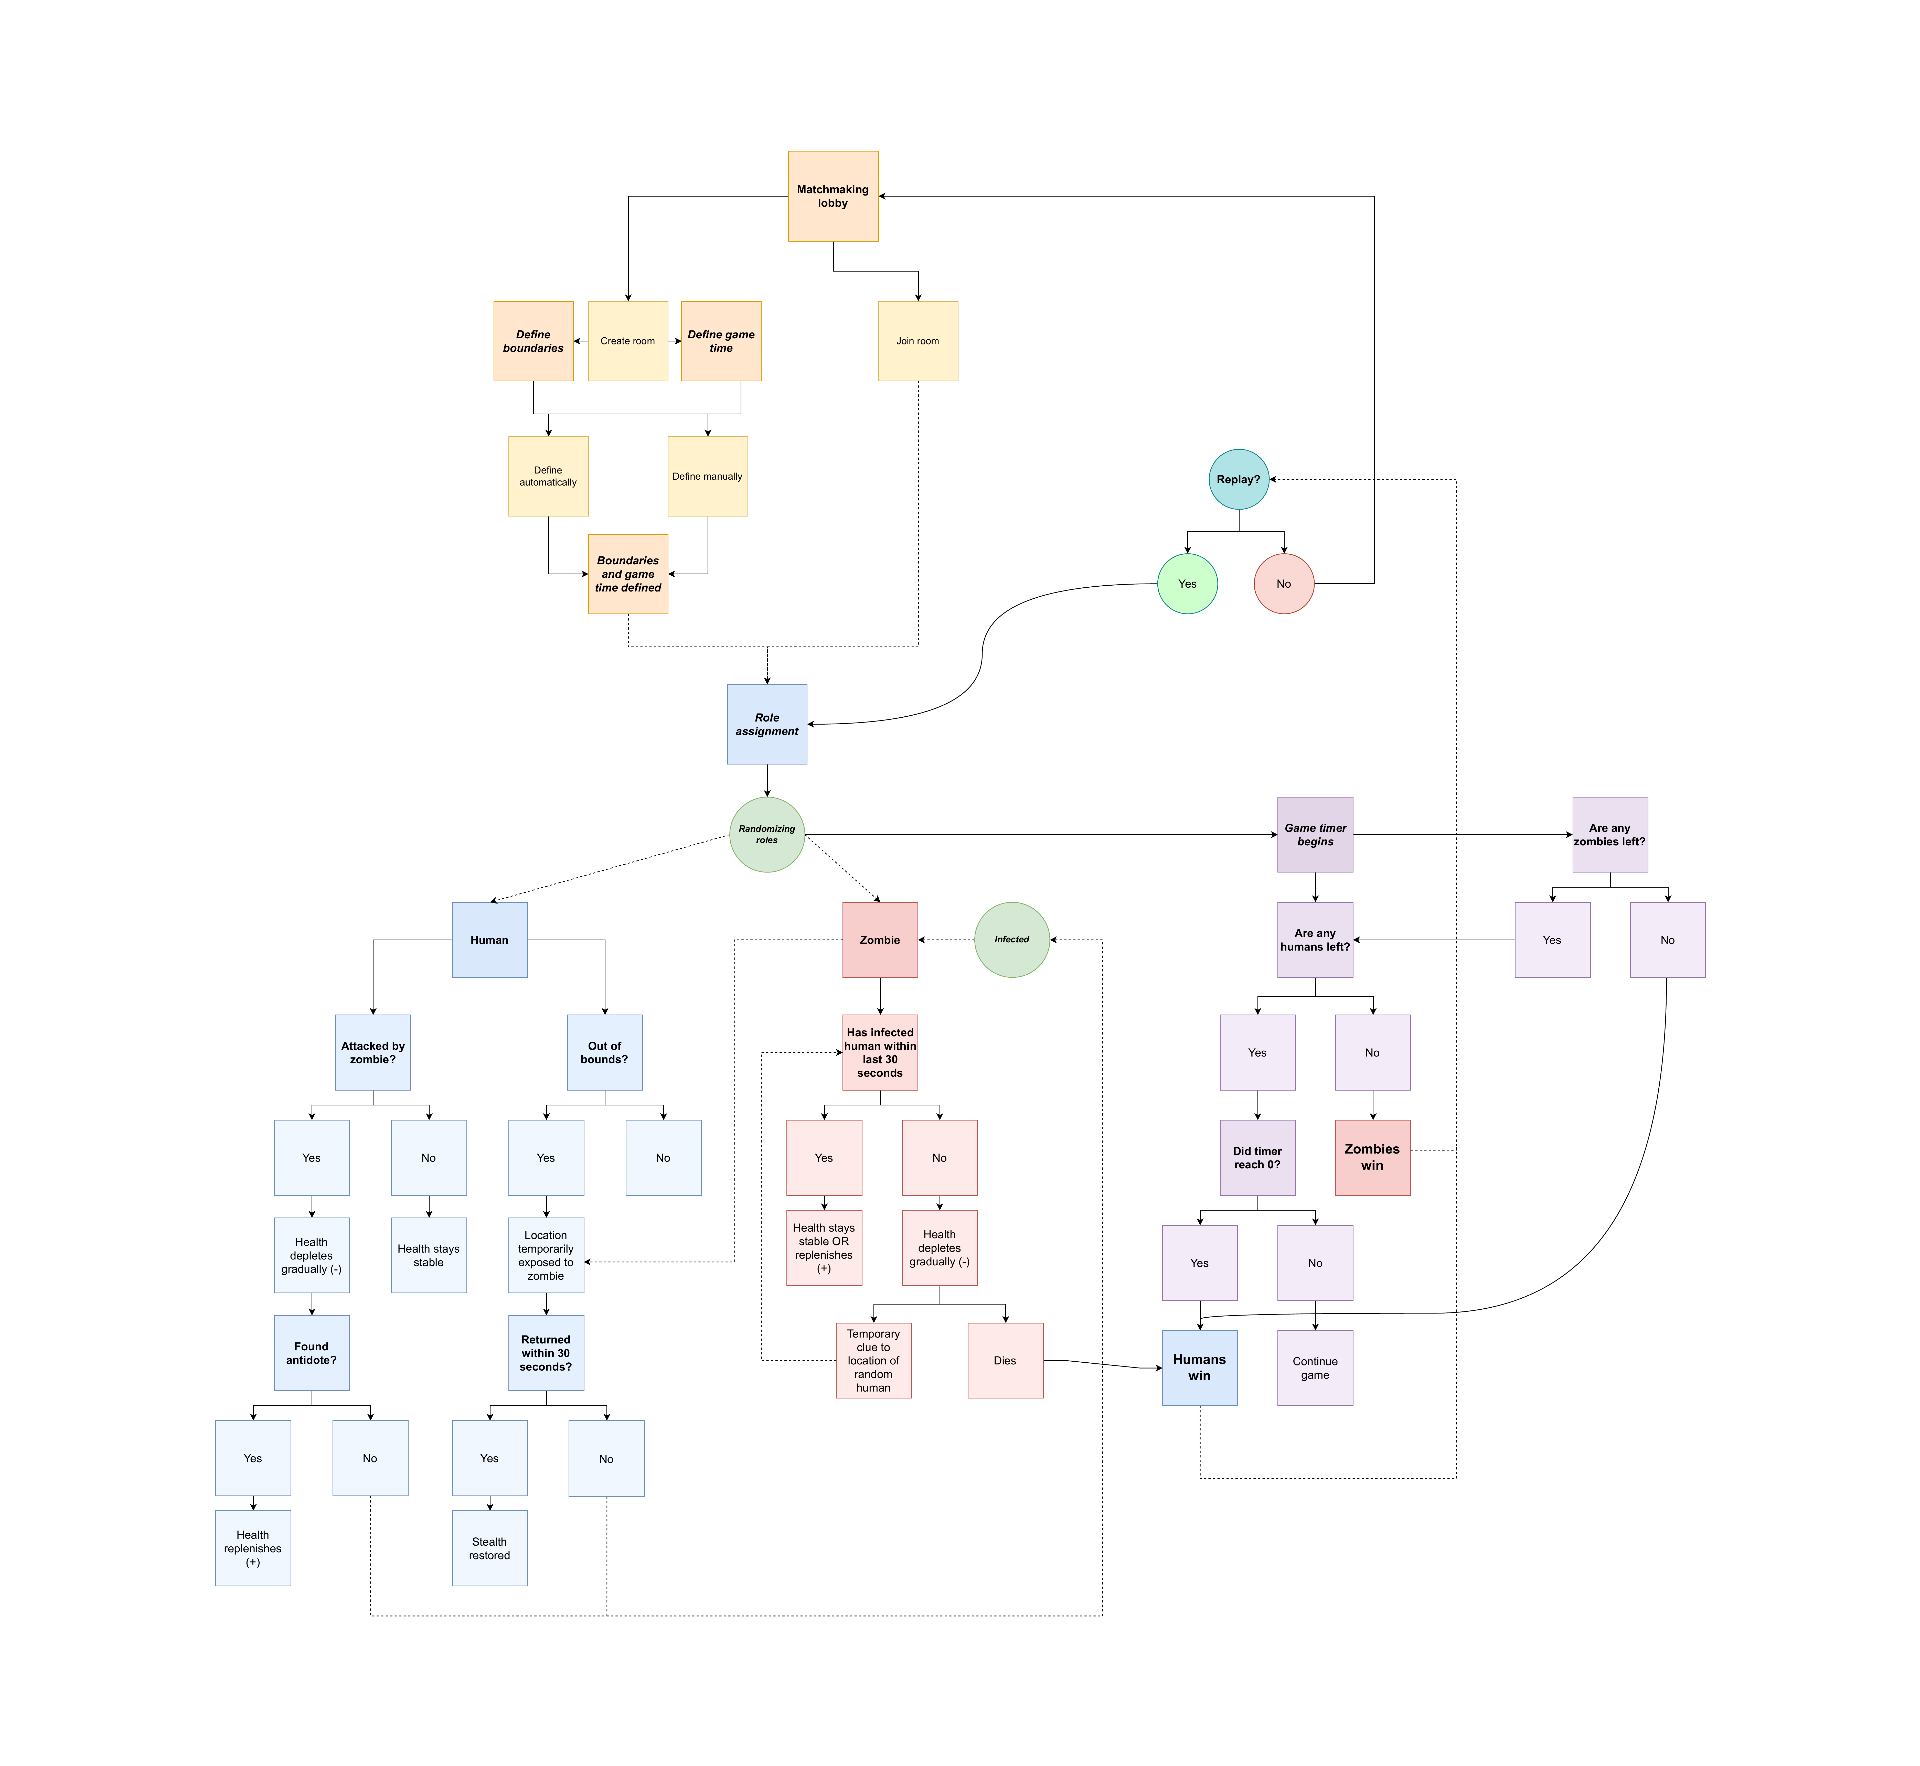 Matchmaking
lobby
Define
boundaries
Create room
Define game
time
Join room
Define
automatically
Define manually
Replay?
Boundaries
and game
time defined
Yes
No
Role
assignment
Randomizing
roles
Game timer
begins
Are any
zombies left?
Human
Zombie
Infected
Are any
humans left?
Yes
No
Attacked by
zombie?
Out of
bounds?
Has infected
human within
last 30
seconds
Yes
No
Yes
No
Yes
No
Yes
No
Did timer
reach 0?
Zombies
win
Health
depletes
gradually (-)
Health stays
stable
Location
temporarily
exposed to
zombie
Health stays
stable OR
replenishes
(+)
Health
depletes
gradually (-)
Yes
No
Found
antidote?
Returned
within 30
seconds?
Temporary
clue to
location of
random
human
Dies
Humans
win
Continue
game
Yes
No
Yes
No
Health
replenishes
(+)
Stealth
restored